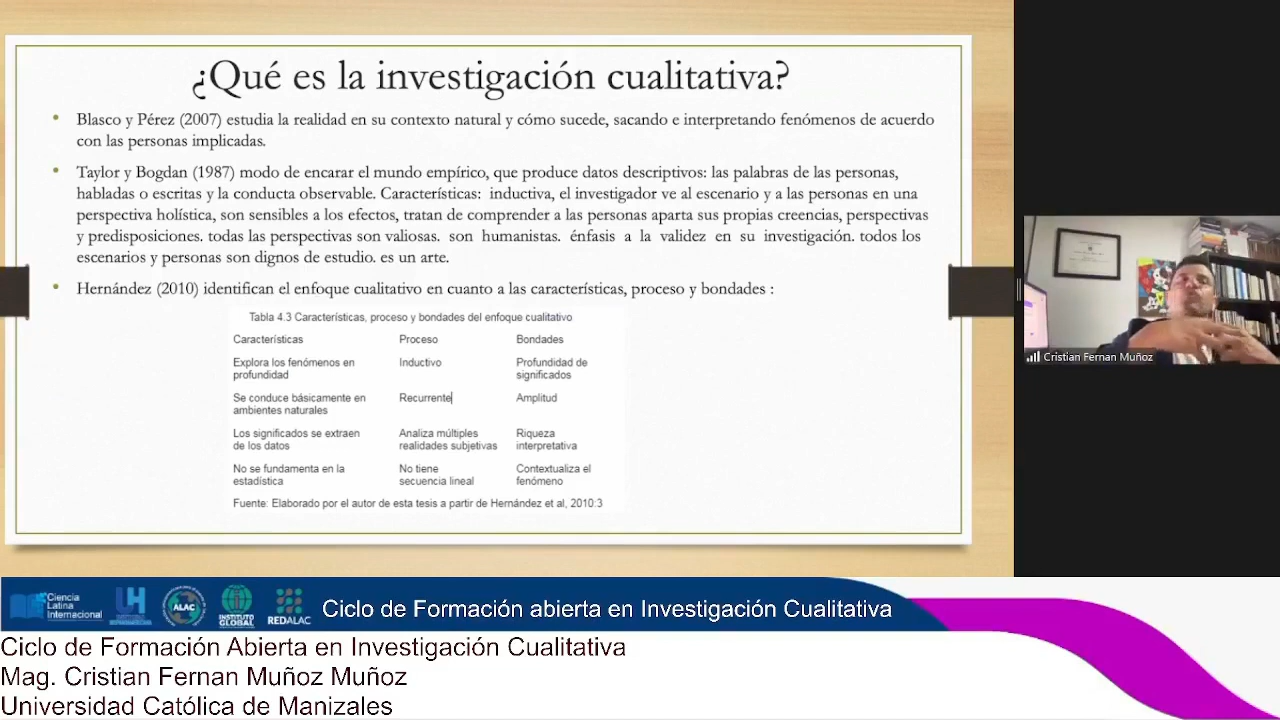 ¿Qué es la investigación cualitativa?
• Blasco y Pérez (2007) estudia la realidad en su contexto natural y cómo sucede, sacando e interpretando fenómenos de acuerdo
con las personas implicadas.
• Taylor y Bogdan (1987) modo de encarar el mundo empírico, que produce datos descriptivos: las palabras de las personas,
habladas o escritas y la conducta observable. Características: inductiva, el investigador ve al escenario y a las personas en una
perspectiva holística, son sensibles a los efectos, tratan de comprender a las personas aparta sus propias creencias, perspectivas
y predisposiciones. todas las perspectivas son valiosas. son humanistas. énfasis a la validez en su investigación. todos los
escenarios y personas son dignos de estudio. es un arte.
• Hernández (2010) identifican el enfoque cualitativo en cuanto a las características, proceso y bondades :
Tabla 4.3 Características, proceso y bondades del enfoque cualitativo
Características Proceso Bondades
Explora los fenómenos en Inductivo Profundidad de
profundidad significados
Se conduce básicamente en Recurrente Amplitud
ambientes naturales
Los significados se extraen Analiza múltiples Riqueza
de los datos realidades subjetivas interpretativa
No se fundamenta en la No tiene Contextualiza el
estadística secuencia lineal fenómeno
Fuente: Elaborado por el autor de esta tesis a partir de Hernández et al, 2010:3
Cristian Fernan Muñoz
Ciencia
Latina
Internacional
UH
ALAC
INSTITUTO
GLOBAL
REDALAC
Ciclo de Formación abierta en Investigación Cualitativa
Ciclo de Formación Abierta en Investigación Cualitativa
Mag. Cristian Fernan Muñoz Muñoz
Universidad Católica de Manizales